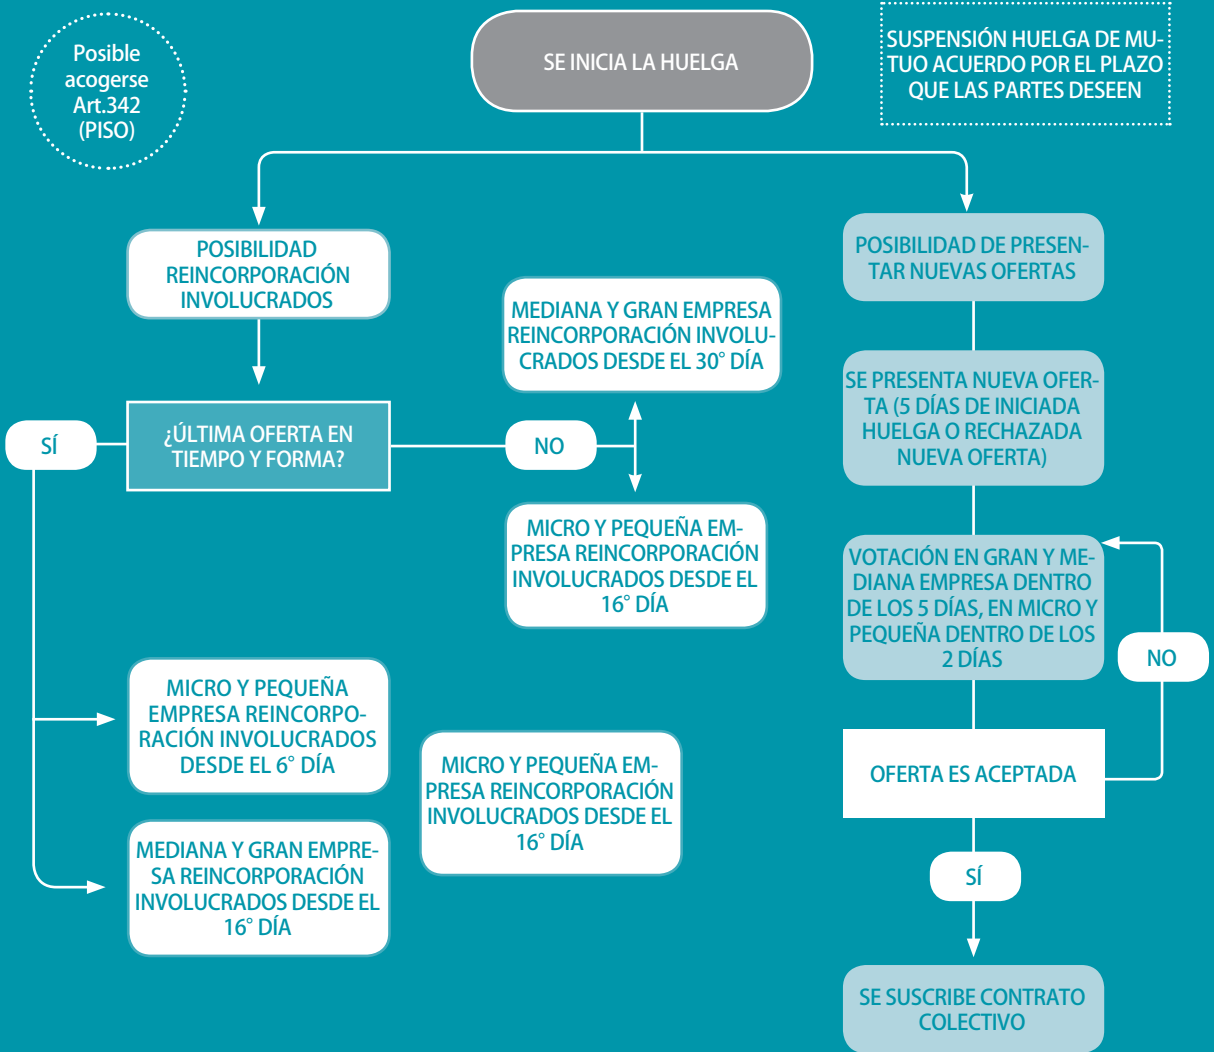 Posible
acogerse
Art.342
(PISO)
SE INICIA LA HUELGA
SUSPENSIÓN HUELGA DE MU-
TUO ACUERDO POR EL PLAZO
QUE LAS PARTES DESEEN
POSIBILIDAD
REINCORPORACIÓN
INVOLUCRADOS
POSIBILIDAD DE PRESEN-
TAR NUEVAS OFERTAS
MEDIANA Y GRAN EMPRESA
REINCORPORACIÓN INVOLU-
CRADOS DESDE EL 30° DÍA
SE PRESENTA NUEVA OFER-
TA (5 DÍAS DE INICIADA
HUELGA O RECHAZADA
NUEVA OFERTA)
SÍ
¿ÚLTIMA OFERTA EN
TIEMPO Y FORMA?
NO
MICRO Y PEQUEÑA EM-
PRESA REINCORPORACIÓN
INVOLUCRADOS DESDE EL
16° DÍA
VOTACIÓN EN GRAN Y ME-
DIANA EMPRESA DENTRO
DE LOS 5 DÍAS, EN MICRO Y
PEQUEÑA DENTRO DE LOS
2 DÍAS
NO
MICRO Y PEQUEÑA
EMPRESA REINCORPO-
RACIÓN INVOLUCRADOS
DESDE EL 6° DÍA
MICRO Y PEQUEÑA EM-
PRESA REINCORPORACIÓN
INVOLUCRADOS DESDE EL
16° DÍA
OFERTA ES ACEPTADA
MEDIANA Y GRAN EMPRE-
SA REINCORPORACIÓN
INVOLUCRADOS DESDE EL
16° DÍA
SÍ
SE SUSCRIBE CONTRATO
COLECTIVO